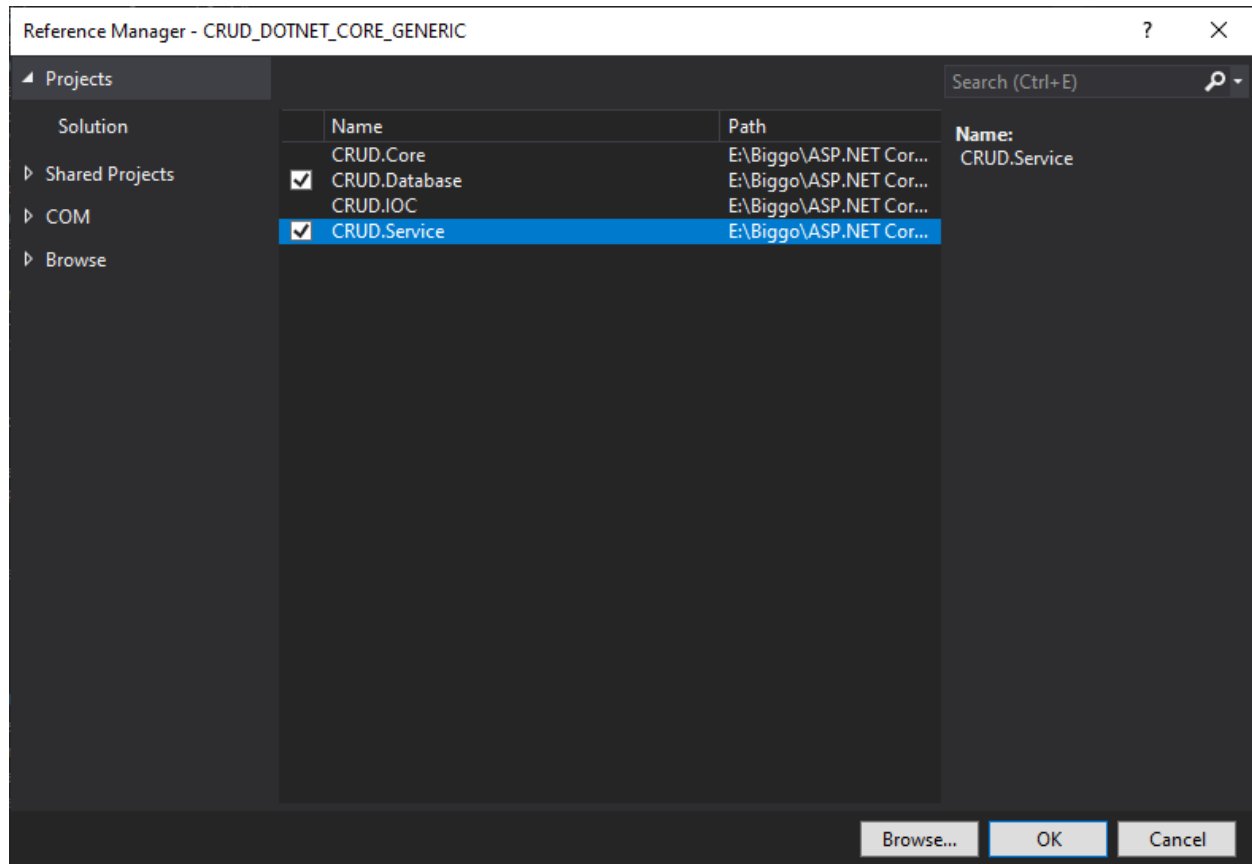 Reference Manager - CRUD_DOTNET_CORE_GENERIC ? ×
Projects
Search (Ctrl+E)
Solution
Shared Projects
COM
Browse
Name Path
CRUD.Core E:\Biggo\ASP.NET Cor...
CRUD.Database E:\Biggo\ASP.NET Cor...
CRUD.IOC E:\Biggo\ASP.NET Cor...
CRUD.Service E:\Biggo\ASP.NET Cor...
Name:
CRUD.Service
Browse... OK Cancel